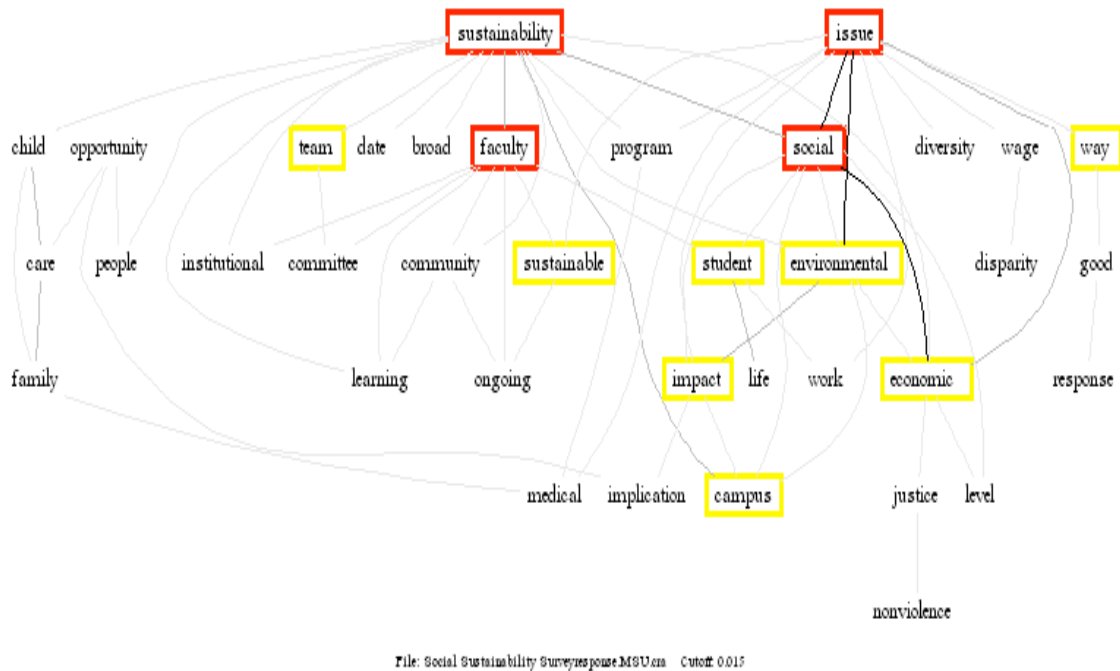 sustainability issue
child opportunity team date broad faculty program social diversity wage way
care people institutional committee community sustainable student environmental disparity good
family learning ongoing impact life work economic response
medical implication campus justice level
nonviolence
File: Social Sustainability Surveyresponse.MSU.cra Cutoff: 0.015